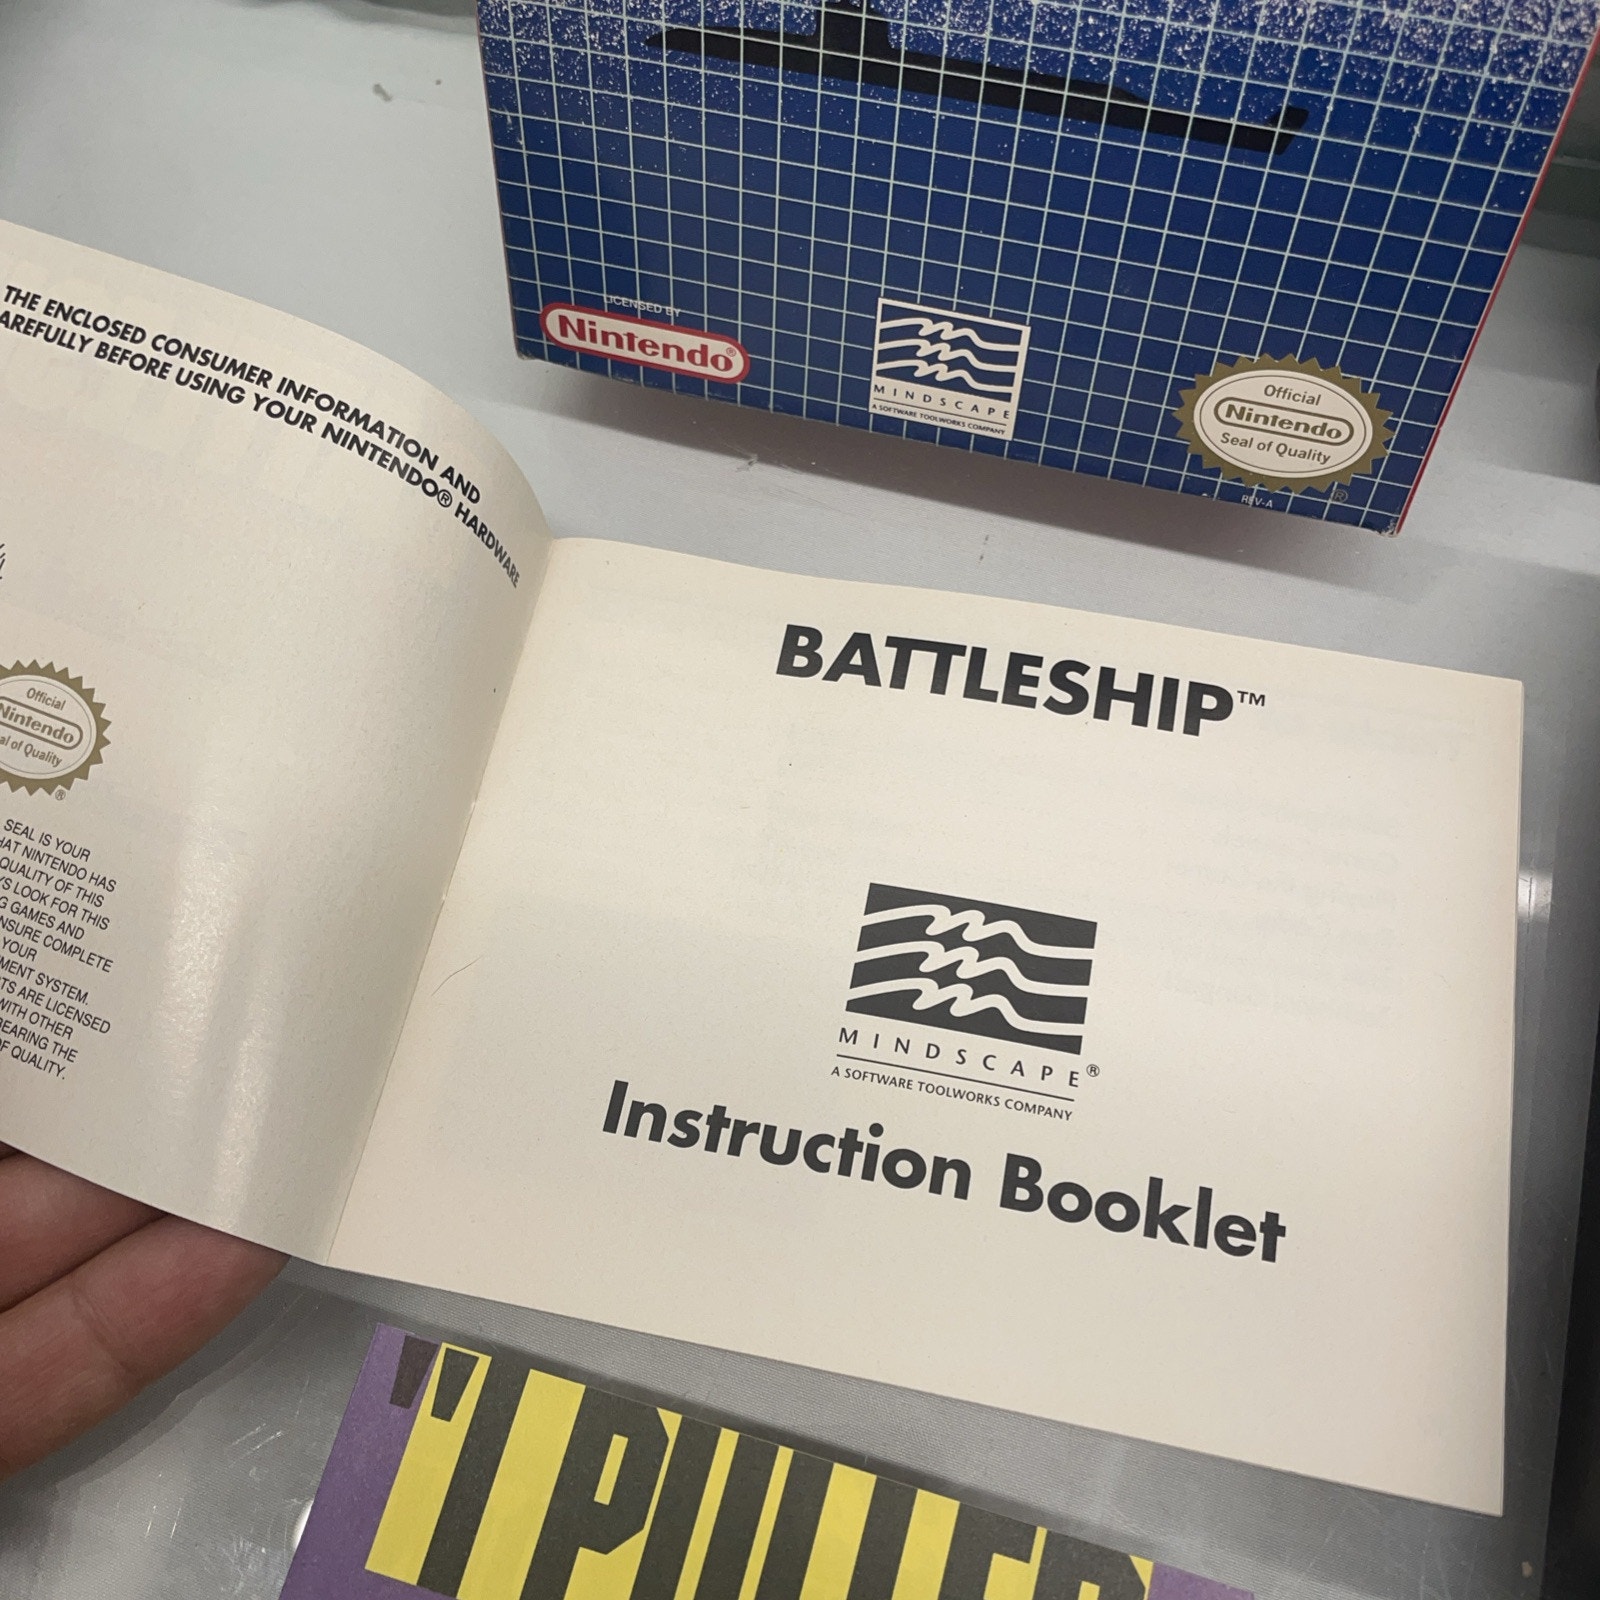 LICENSED BY
Nintendo®
MINDSCAPE
A SOFTWARE TOOLWORKS COMPANY
Official
Nintendo
Seal of Quality
®
REV-A
THE ENCLOSED CONSUMER INFORMATION AND
AREFULLY BEFORE USING YOUR NINTENDO® HARDWARE
Official
Nintendo
al of Quality
®
SEAL IS YOUR
HAT NINTENDO HAS
QUALITY OF THIS
YS LOOK FOR THIS
G GAMES AND
NSURE COMPLETE
YOUR
MENT SYSTEM.
TS ARE LICENSED
WITH OTHER
EARING THE
F QUALITY.
BATTLESHIP™
MINDSCAPE®
A SOFTWARE TOOLWORKS COMPANY
Instruction Booklet